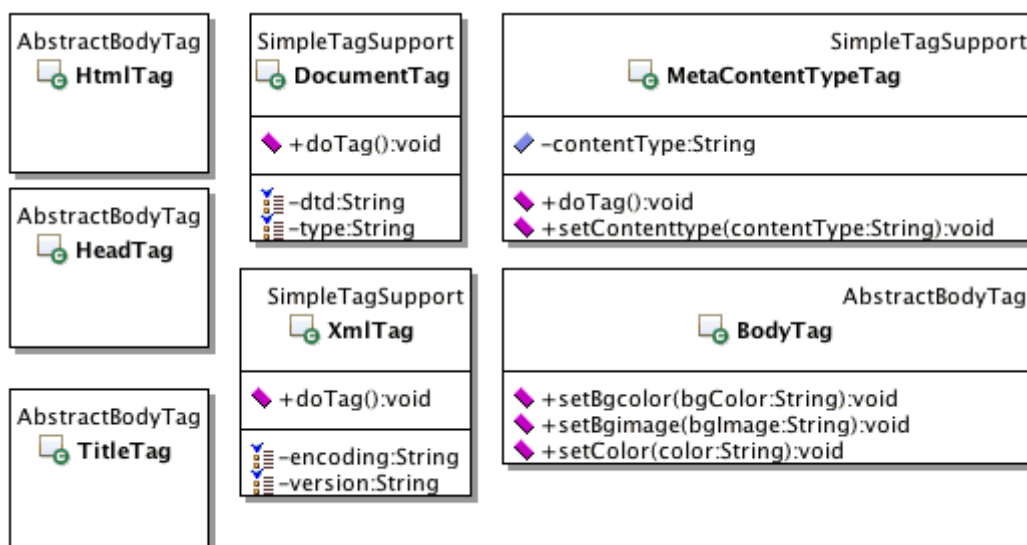 AbstractBodyTag
HtmlTag
SimpleTagSupport
DocumentTag
+doTag():void
-dtd:String
-type:String
SimpleTagSupport
MetaContentTypeTag
-contentType:String
+doTag():void
+setContenttype(contentType:String):void
AbstractBodyTag
HeadTag
SimpleTagSupport
XmlTag
+doTag():void
-encoding:String
-version:String
AbstractBodyTag
BodyTag
+setBgcolor(bgColor:String):void
+setBgimage(bgImage:String):void
+setColor(color:String):void
AbstractBodyTag
TitleTag